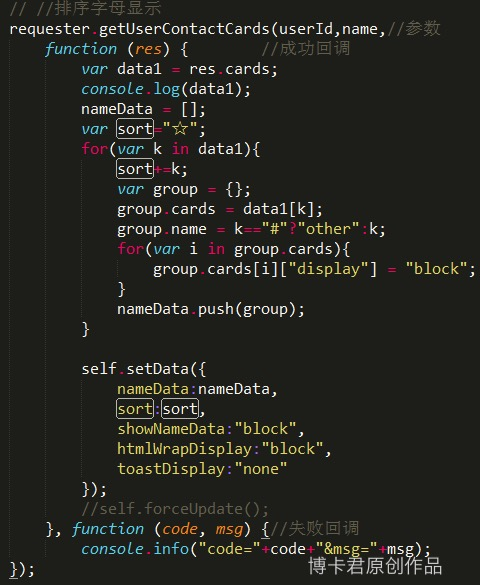 // //排序字母显示
requester.getUserContactCards(userId,name,//参数
    function (res) {        //成功回调
        var data1 = res.cards;
        console.log(data1);
        nameData = [];
        var sort="☆";
        for(var k in data1){
            sort+=k;
            var group = {};
            group.cards = data1[k];
            group.name = k=="#"?"other":k;
            for(var i in group.cards){
                group.cards[i]["display"] = "block";
            }
            nameData.push(group);
        }
        self.setData({
            nameData:nameData,
            sort:sort,
            showNameData:"block",
            htmlWrapDisplay:"block",
            toastDisplay:"none"
        });
        //self.forceUpdate();
    }, function (code, msg) {//失败回调
        console.info("code="+code+"&msg="+msg);
博卡君原创作品
});